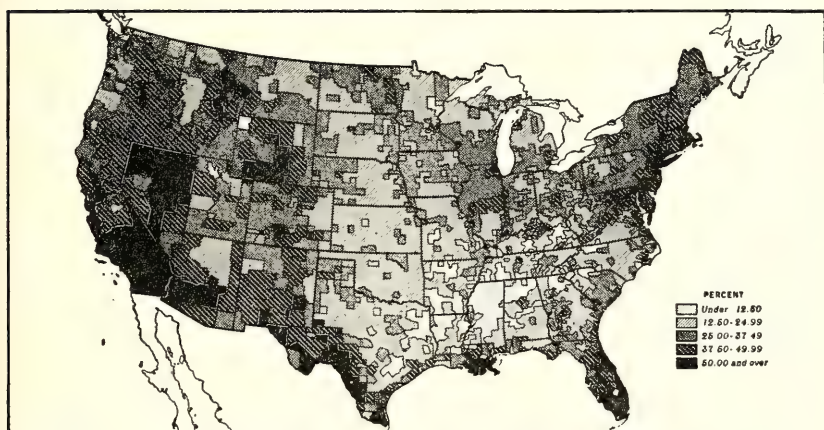 PERCENT
Under 12.50
12.50-24.99
25.00-37.49
37.50-49.99
50.00 and over